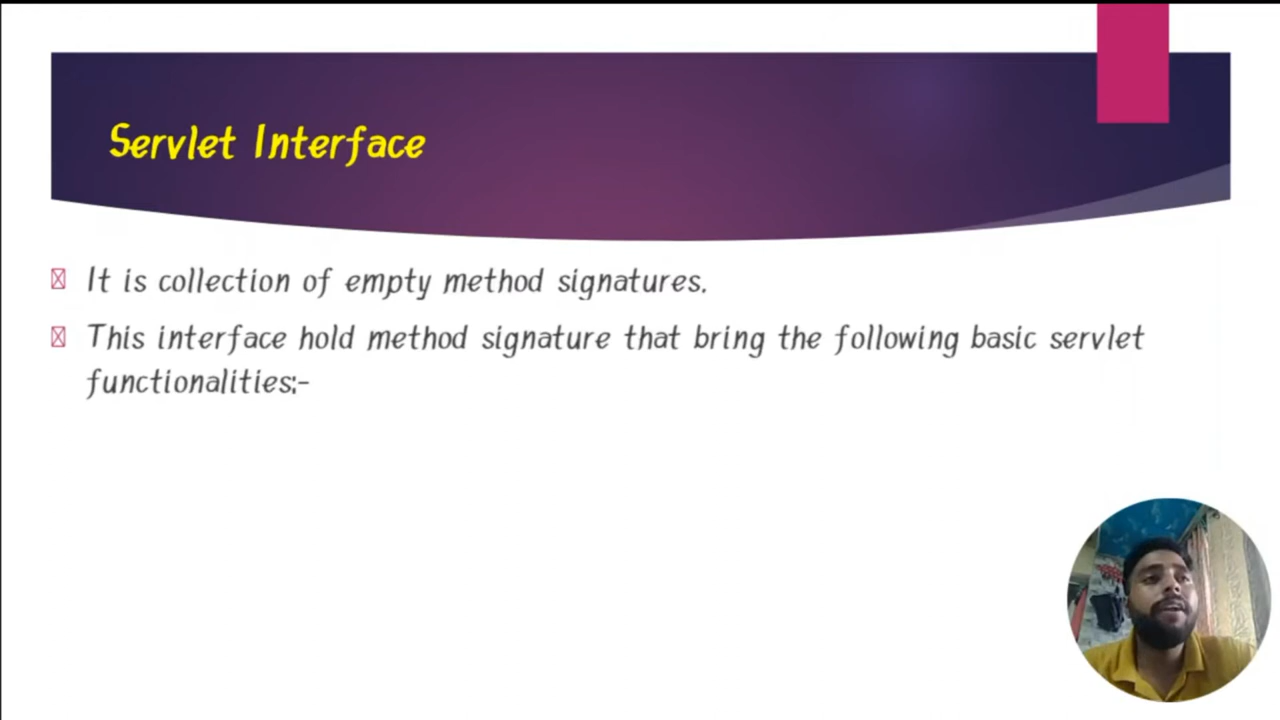 Servlet Interface
It is collection of empty method signatures.
This interface hold method signature that bring the following basic servlet
functionalities:-